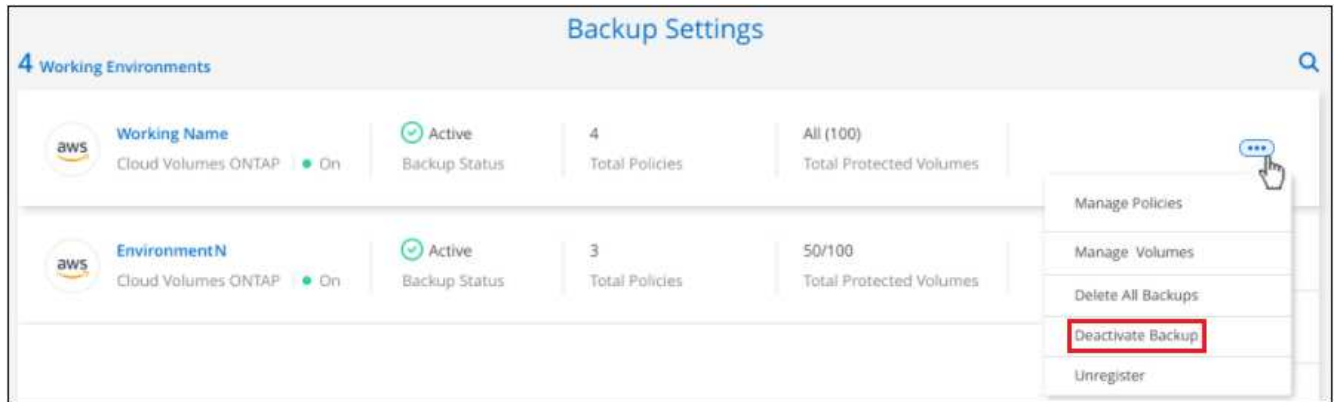 Backup Settings
4 Working Environments
aws
Working Name
Cloud Volumes ONTAP On
Active
Backup Status
4
Total Policies
All (100)
Total Protected Volumes
Manage Policies
Manage Volumes
Delete All Backups
Deactivate Backup
Unregister
aws
EnvironmentN
Cloud Volumes ONTAP On
Active
Backup Status
3
Total Policies
50/100
Total Protected Volumes